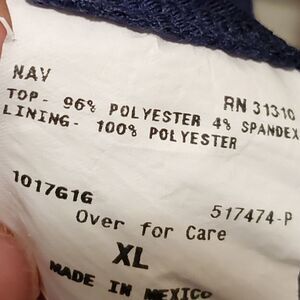 NAV RN 31310
TOP- 96% POLYESTER 4% SPANDEX
LINING- 100% POLYESTER
1017G1G 517474-P
Over for Care
XL
MADE IN MEXICO